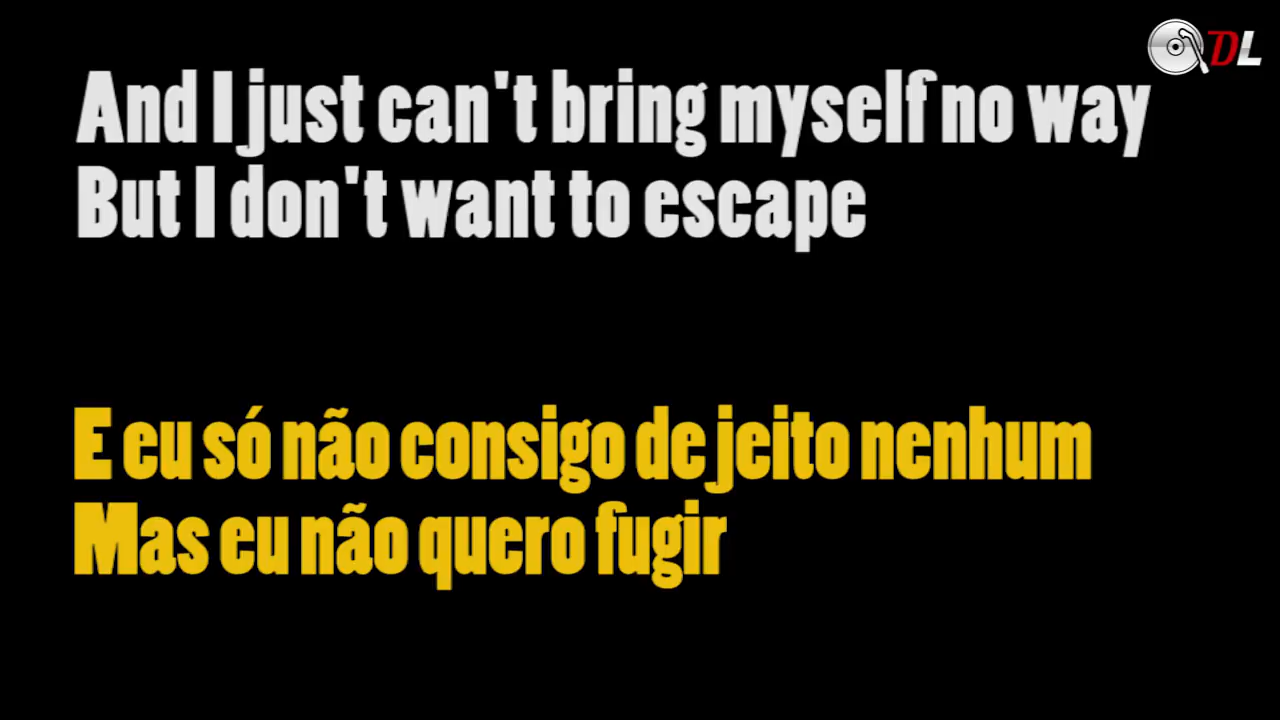 DL
And I just can't bring myself no way
But I don't want to escape
E eu só não consigo de jeito nenhum
Mas eu não quero fugir